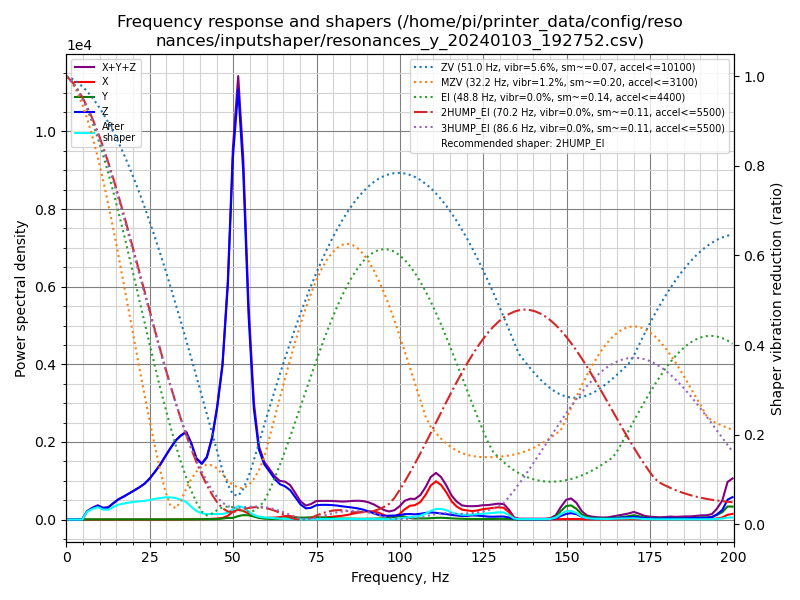 Frequency response and shapers (/home/pi/printer_data/config/reso
nances/inputshaper/resonances_y_20240103_192752.csv)
1e4
X+Y+Z
X
Y
Z
After
shaper
ZV (51.0 Hz, vibr=5.6%, sm~=0.07, accel<=10100)
MZV (32.2 Hz, vibr=1.2%, sm~=0.20, accel<=3100)
EI (48.8 Hz, vibr=0.0%, sm~=0.14, accel<=4400)
2HUMP_EI (70.2 Hz, vibr=0.0%, sm~=0.11, accel<=5500)
3HUMP_EI (86.6 Hz, vibr=0.0%, sm~=0.11, accel<=5500)
Recommended shaper: 2HUMP_EI
Power spectral density
1.0
0.8
0.6
0.4
0.2
0.0
1.0
0.8
0.6
0.4
0.2
0.0
Shaper vibration reduction (ratio)
0 25 50 75 100 125 150 175 200
Frequency, Hz